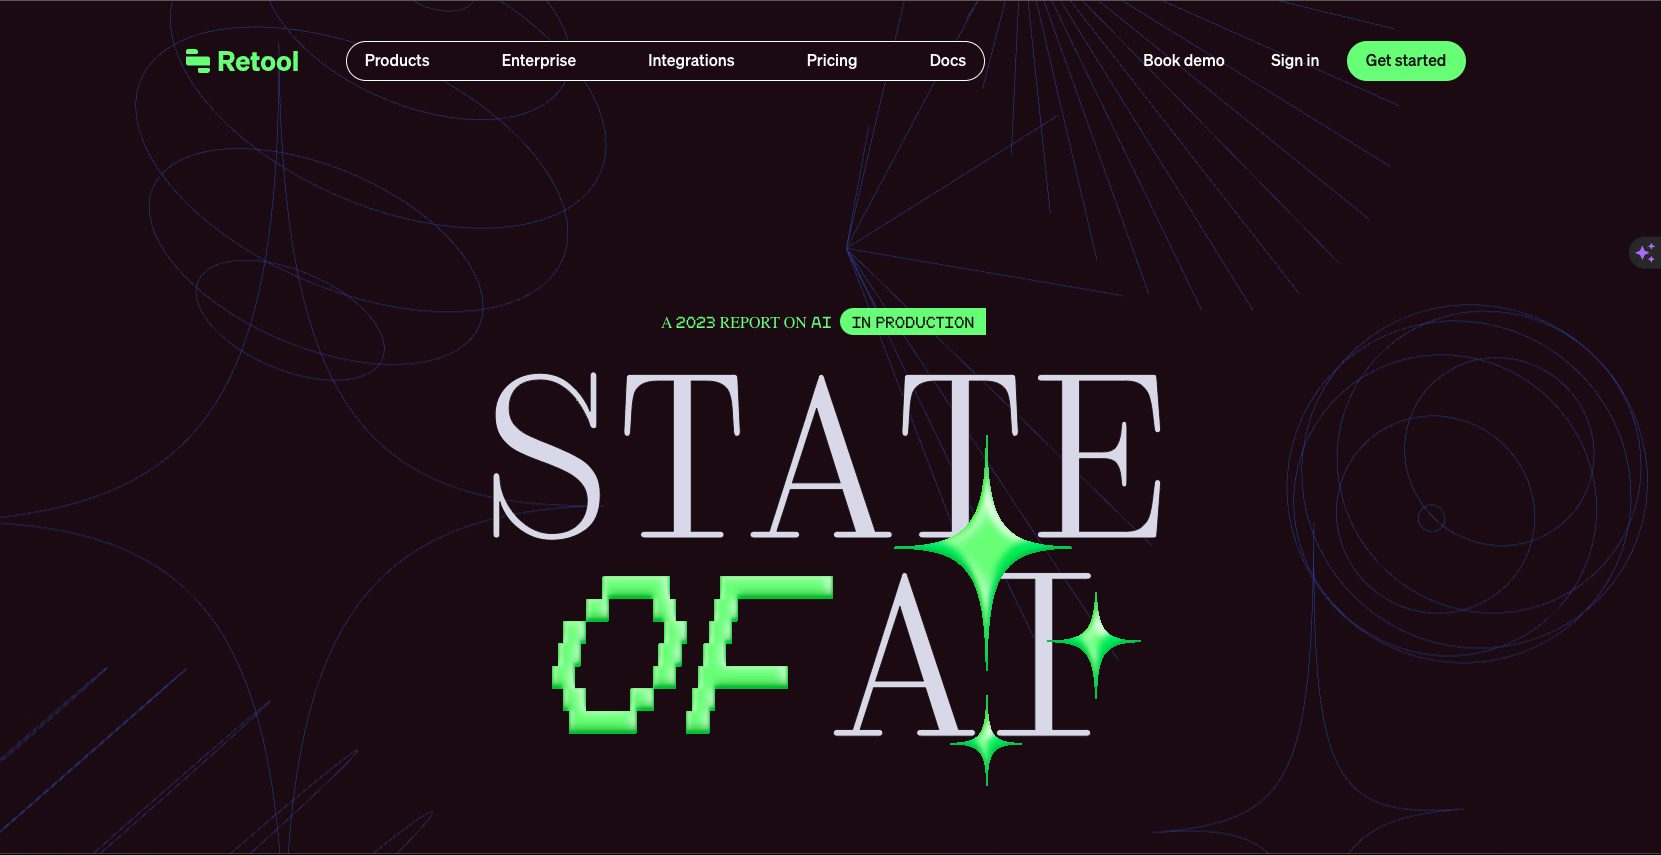 Retool
Products Enterprise Integrations Pricing Docs
Book demo Sign in Get started
A 2023 REPORT ON AI IN PRODUCTION
STATE
OF AI